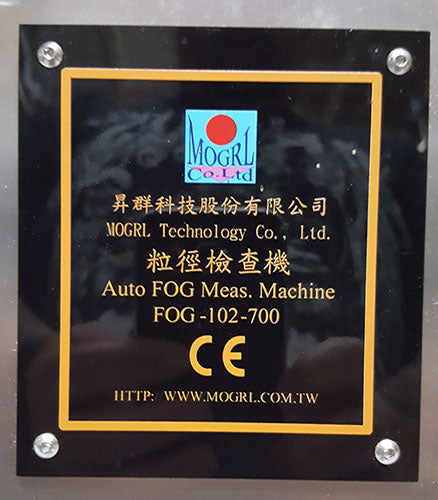 MOGRL
Co.Ltd
昇群科技股份有限公司
MOGRL Technology Co., Ltd.
粒徑檢查機
Auto FOG Meas. Machine
FOG-102-700
CE
HTTP:/WWW.MOGRL.COM.TW